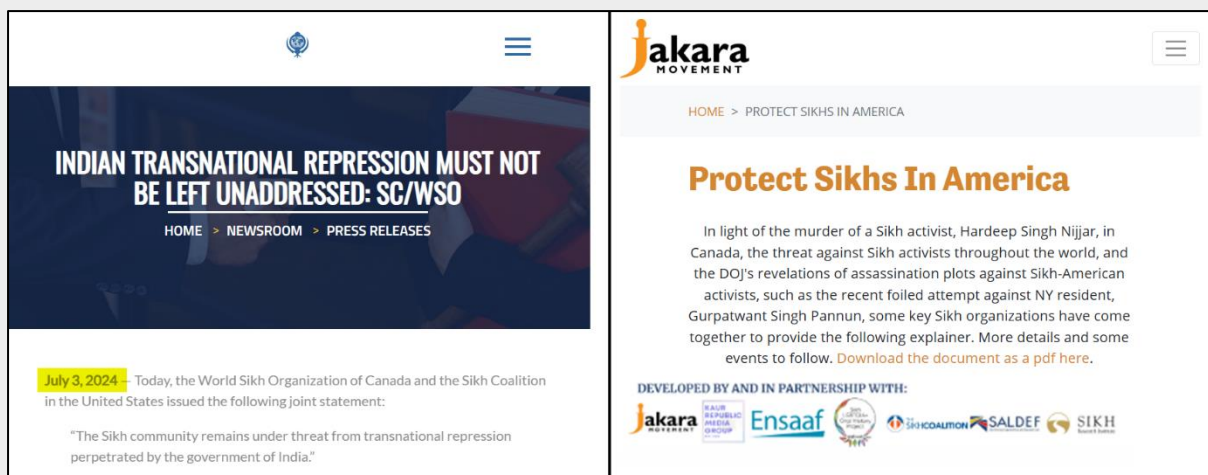 INDIAN TRANSNATIONAL REPRESSION MUST NOT
BE LEFT UNADDRESSED: SC/WSO
HOME > NEWSROOM > PRESS RELEASES
July 3, 2024 – Today, the World Sikh Organization of Canada and the Sikh Coalition
in the United States issued the following joint statement:
“The Sikh community remains under threat from transnational repression
perpetrated by the government of India.”
jakara
MOVEMENT
HOME > PROTECT SIKHS IN AMERICA
Protect Sikhs In America
In light of the murder of a Sikh activist, Hardeep Singh Nijjar, in
Canada, the threat against Sikh activists throughout the world, and
the DOJ's revelations of assassination plots against Sikh-American
activists, such as the recent foiled attempt against NY resident,
Gurpatwant Singh Pannun, some key Sikh organizations have come
together to provide the following explainer. More details and some
events to follow. Download the document as a pdf here.
DEVELOPED BY AND IN PARTNERSHIP WITH:
jakara
MOVEMENT
KAUR
REPUBLIC
MEDIA
GROUP
Ensaaf
SIKHCOALITION
SALDEF
SIKH